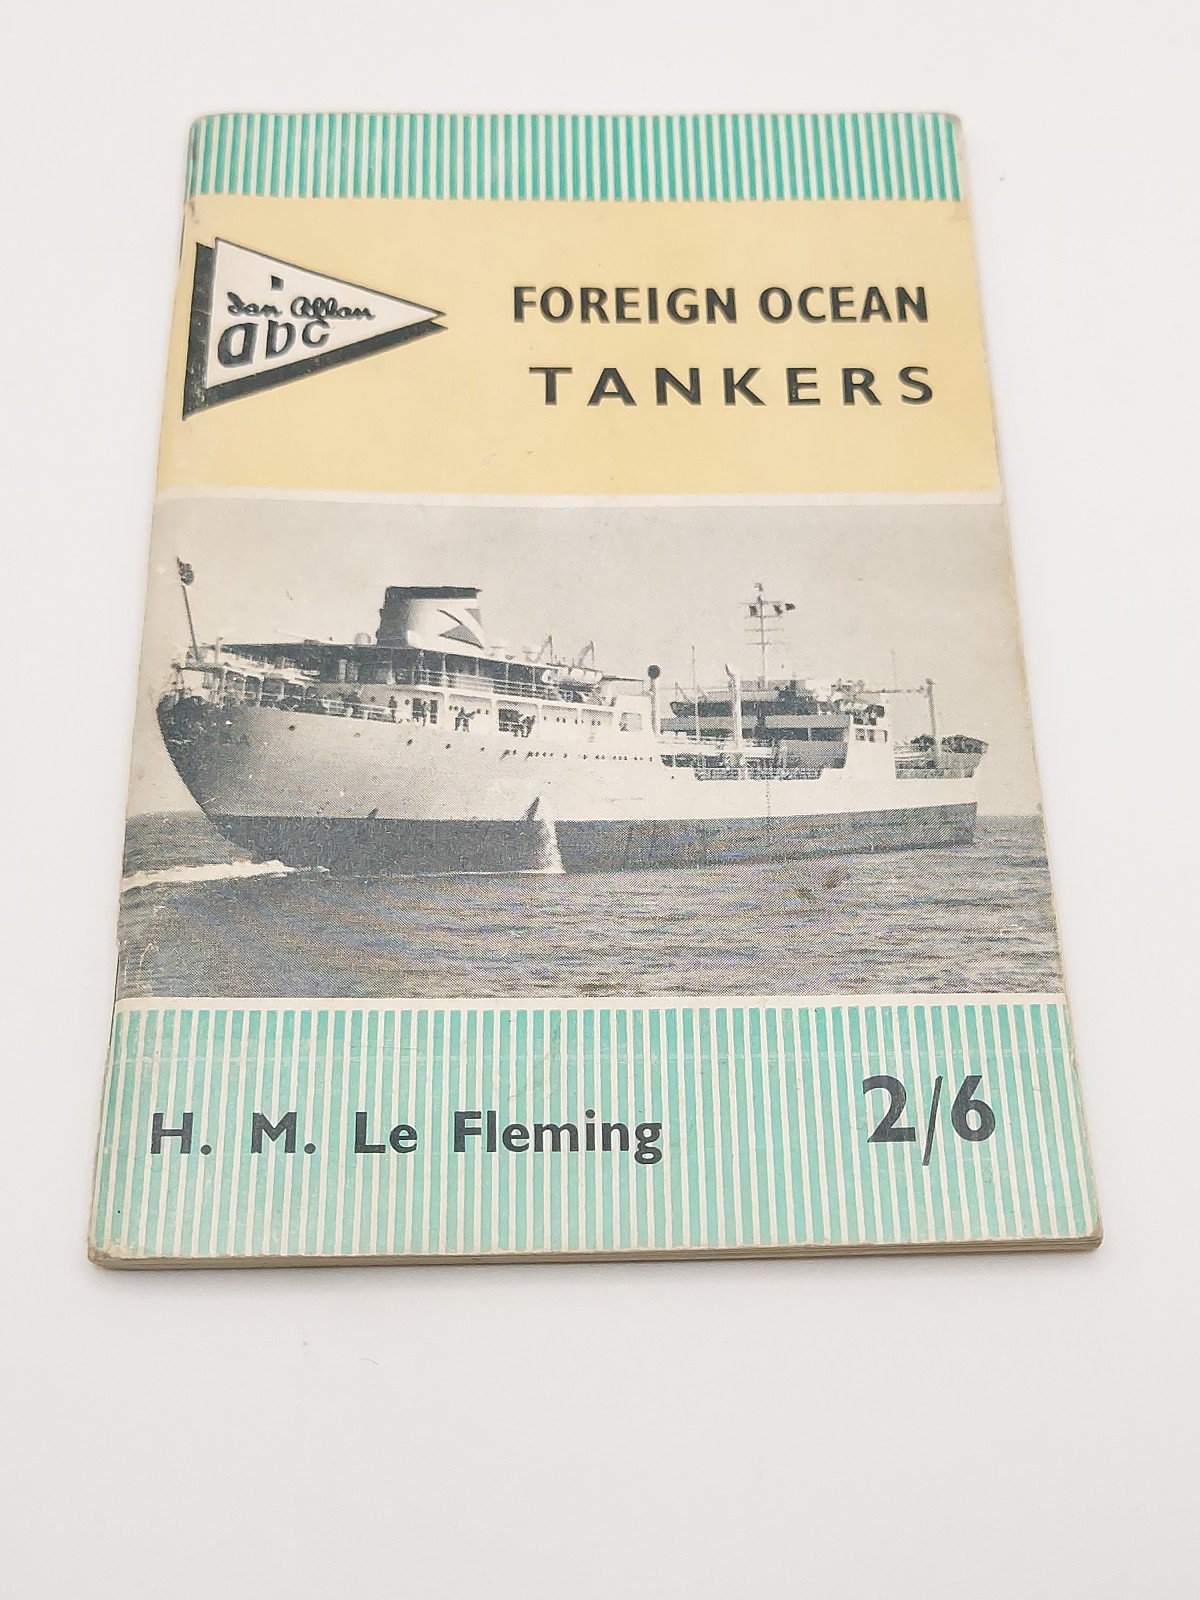 Ian Allan
abc
FOREIGN OCEAN
TANKERS
H. M. Le Fleming
2/6